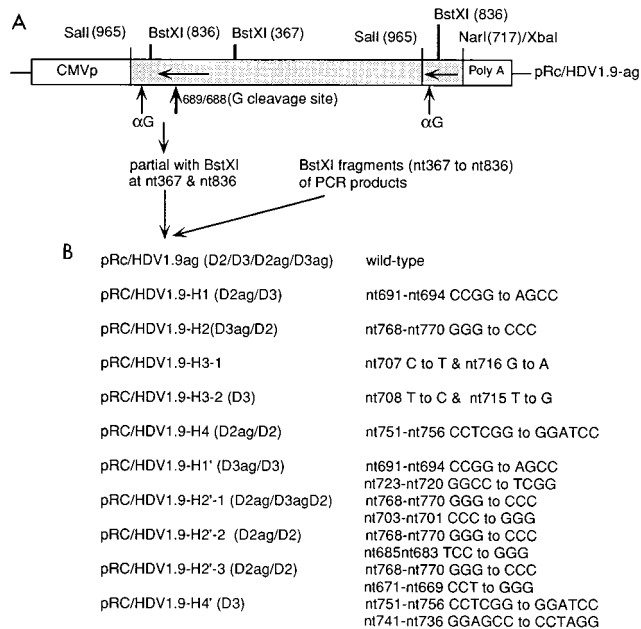 A
BstXI (836)
SalI (965) BstXI (836) BstXI (367) SalI (965) NarI(717)/XbaI
CMVp Poly A pRc/HDV1.9-ag
689/688(G cleavage site)
αG αG
partial with BstXI BstXI fragments (nt367 to nt836)
at nt367 & nt836 of PCR products
B
pRc/HDV1.9ag (D2/D3/D2ag/D3ag) wild-type
pRC/HDV1.9-H1 (D2ag/D3) nt691-nt694 CCGG to AGCC
pRC/HDV1.9-H2(D3ag/D2) nt768-nt770 GGG to CCC
pRC/HDV1.9-H3-1 nt707 C to T & nt716 G to A
pRC/HDV1.9-H3-2 (D3) nt708 T to C & nt715 T to G
pRC/HDV1.9-H4 (D2ag/D2) nt751-nt756 CCTCGG to GGATCC
pRC/HDV1.9-H1' (D3ag/D3) nt691-nt694 CCGG to AGCC
nt723-nt720 GGCC to TCGG
pRC/HDV1.9-H2'-1 (D2ag/D3agD2) nt768-nt770 GGG to CCC
nt703-nt701 CCC to GGG
pRC/HDV1.9-H2'-2 (D2ag/D2) nt768-nt770 GGG to CCC
nt685nt683 TCC to GGG
pRC/HDV1.9-H2'-3 (D2ag/D2) nt768-nt770 GGG to CCC
nt671-nt669 CCT to GGG
pRC/HDV1.9-H4' (D3) nt751-nt756 CCTCGG to GGATCC
nt741-nt736 GGAGCC to CCTAGG